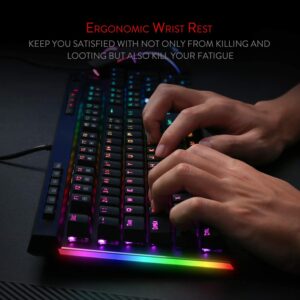 Ergonomic Wrist Rest
KEEP YOU SATISFIED WITH NOT ONLY FROM KILLING AND
LOOTING BUT ALSO KILL YOUR FATIGUE